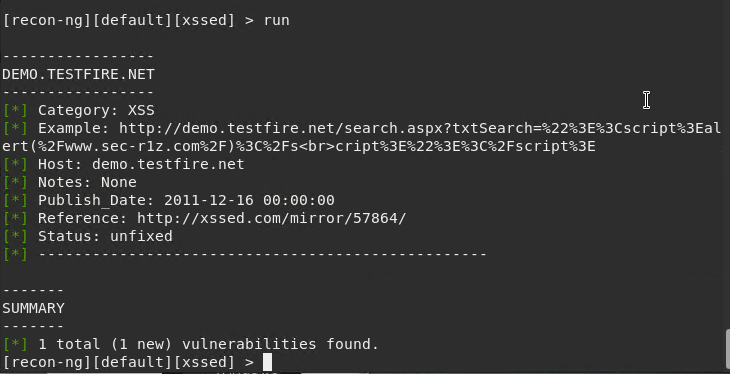 [recon-ng][default][xssed] > run
----------------
DEMO.TESTFIRE.NET
----------------
[*] Category: XSS
[*] Example: http://demo.testfire.net/search.aspx?txtSearch=%22%3E%3Cscript%3Eal
ert(%2Fwww.sec-r1z.com%2F)%3C%2Fs<br>cript%3E%22%3E%3C%2Fscript%3E
[*] Host: demo.testfire.net
[*] Notes: None
[*] Publish_Date: 2011-12-16 00:00:00
[*] Reference: http://xssed.com/mirror/57864/
[*] Status: unfixed
[*] --------------------------------------------------
-------
SUMMARY
-------
[*] 1 total (1 new) vulnerabilities found.
[recon-ng][default][xssed] >